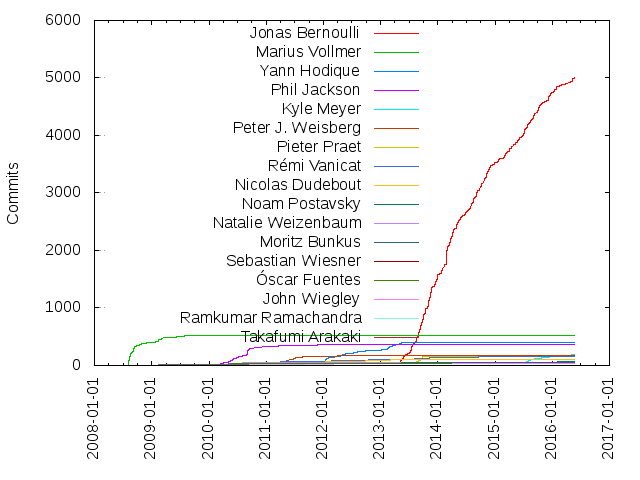 6000
5000
4000
3000
2000
1000
0
Commits
Jonas Bernoulli
Marius Vollmer
Yann Hodique
Phil Jackson
Kyle Meyer
Peter J. Weisberg
Pieter Praet
Rémi Vanicat
Nicolas Dudebout
Noam Postavsky
Natalie Weizenbaum
Moritz Bunkus
Sebastian Wiesner
Óscar Fuentes
John Wiegley
Ramkumar Ramachandra
Takafumi Arakaki
2008-01-01
2009-01-01
2010-01-01
2011-01-01
2012-01-01
2013-01-01
2014-01-01
2015-01-01
2016-01-01
2017-01-01